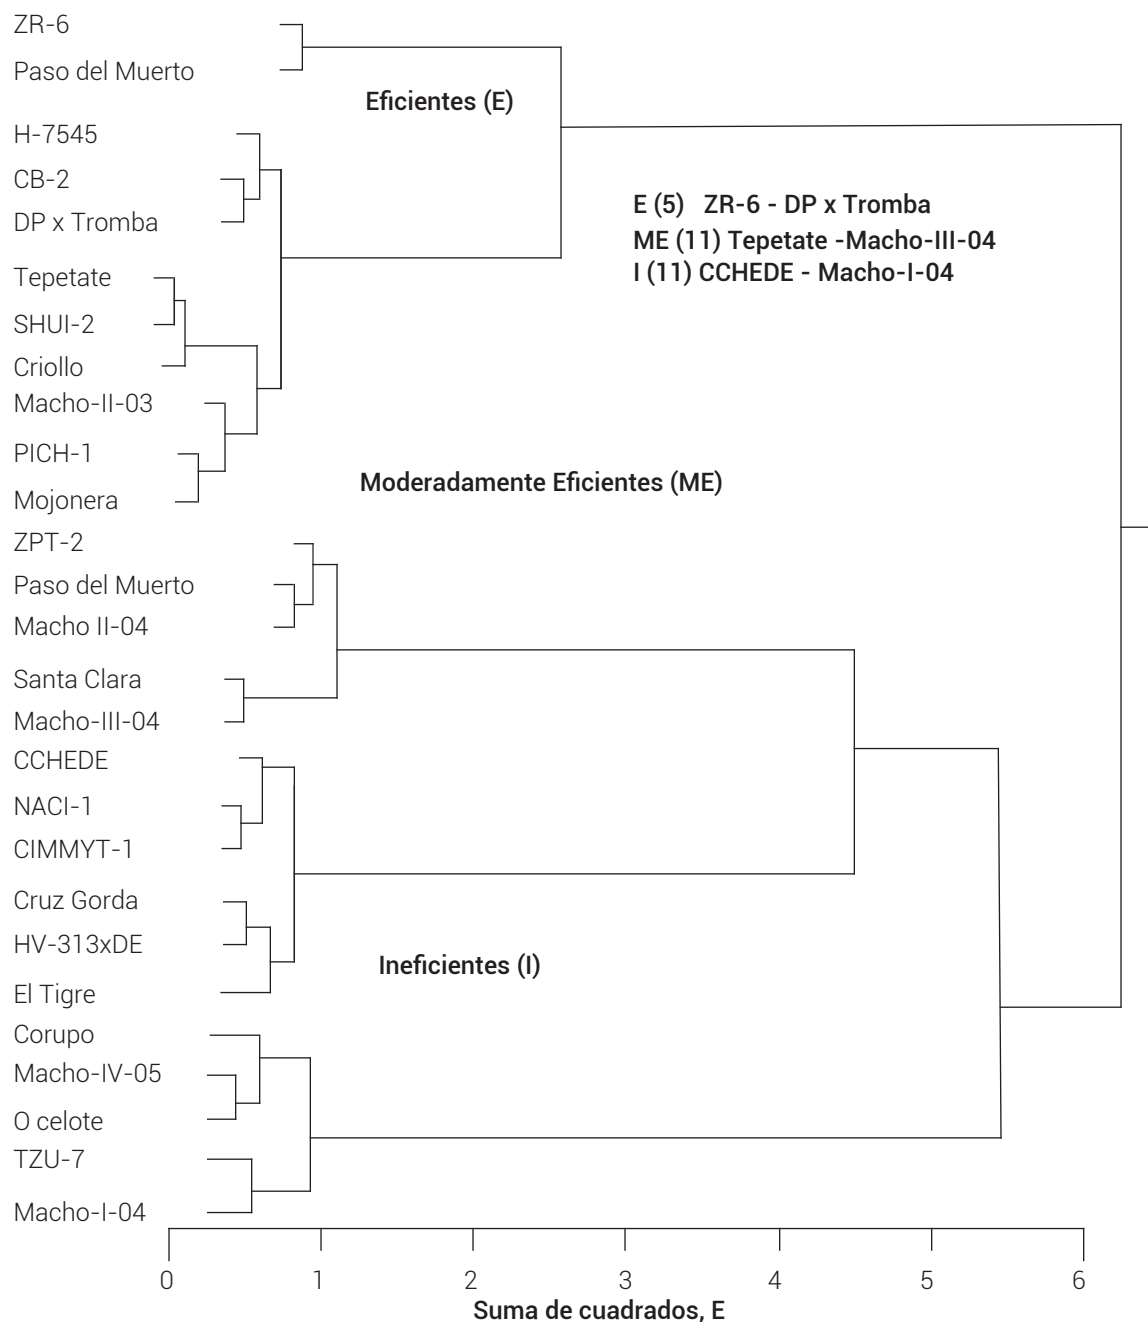 ZR-6
Paso del Muerto
Eficientes (E)
H-7545
CB-2
DP x Tromba
E (5) ZR-6 - DP x Tromba
ME (11) Tepetate -Macho-III-04
I (11) CCHEDE - Macho-I-04
Tepetate
SHUI-2
Criollo
Macho-II-03
PICH-1
Mojonera
Moderadamente Eficientes (ME)
ZPT-2
Paso del Muerto
Macho II-04
Santa Clara
Macho-III-04
CCHEDE
NACI-1
CIMMYT-1
Cruz Gorda
HV-313xDE
El Tigre
Ineficientes (I)
Corupo
Macho-IV-05
O celote
TZU-7
Macho-I-04
0 1 2 3 4 5 6
Suma de cuadrados, E